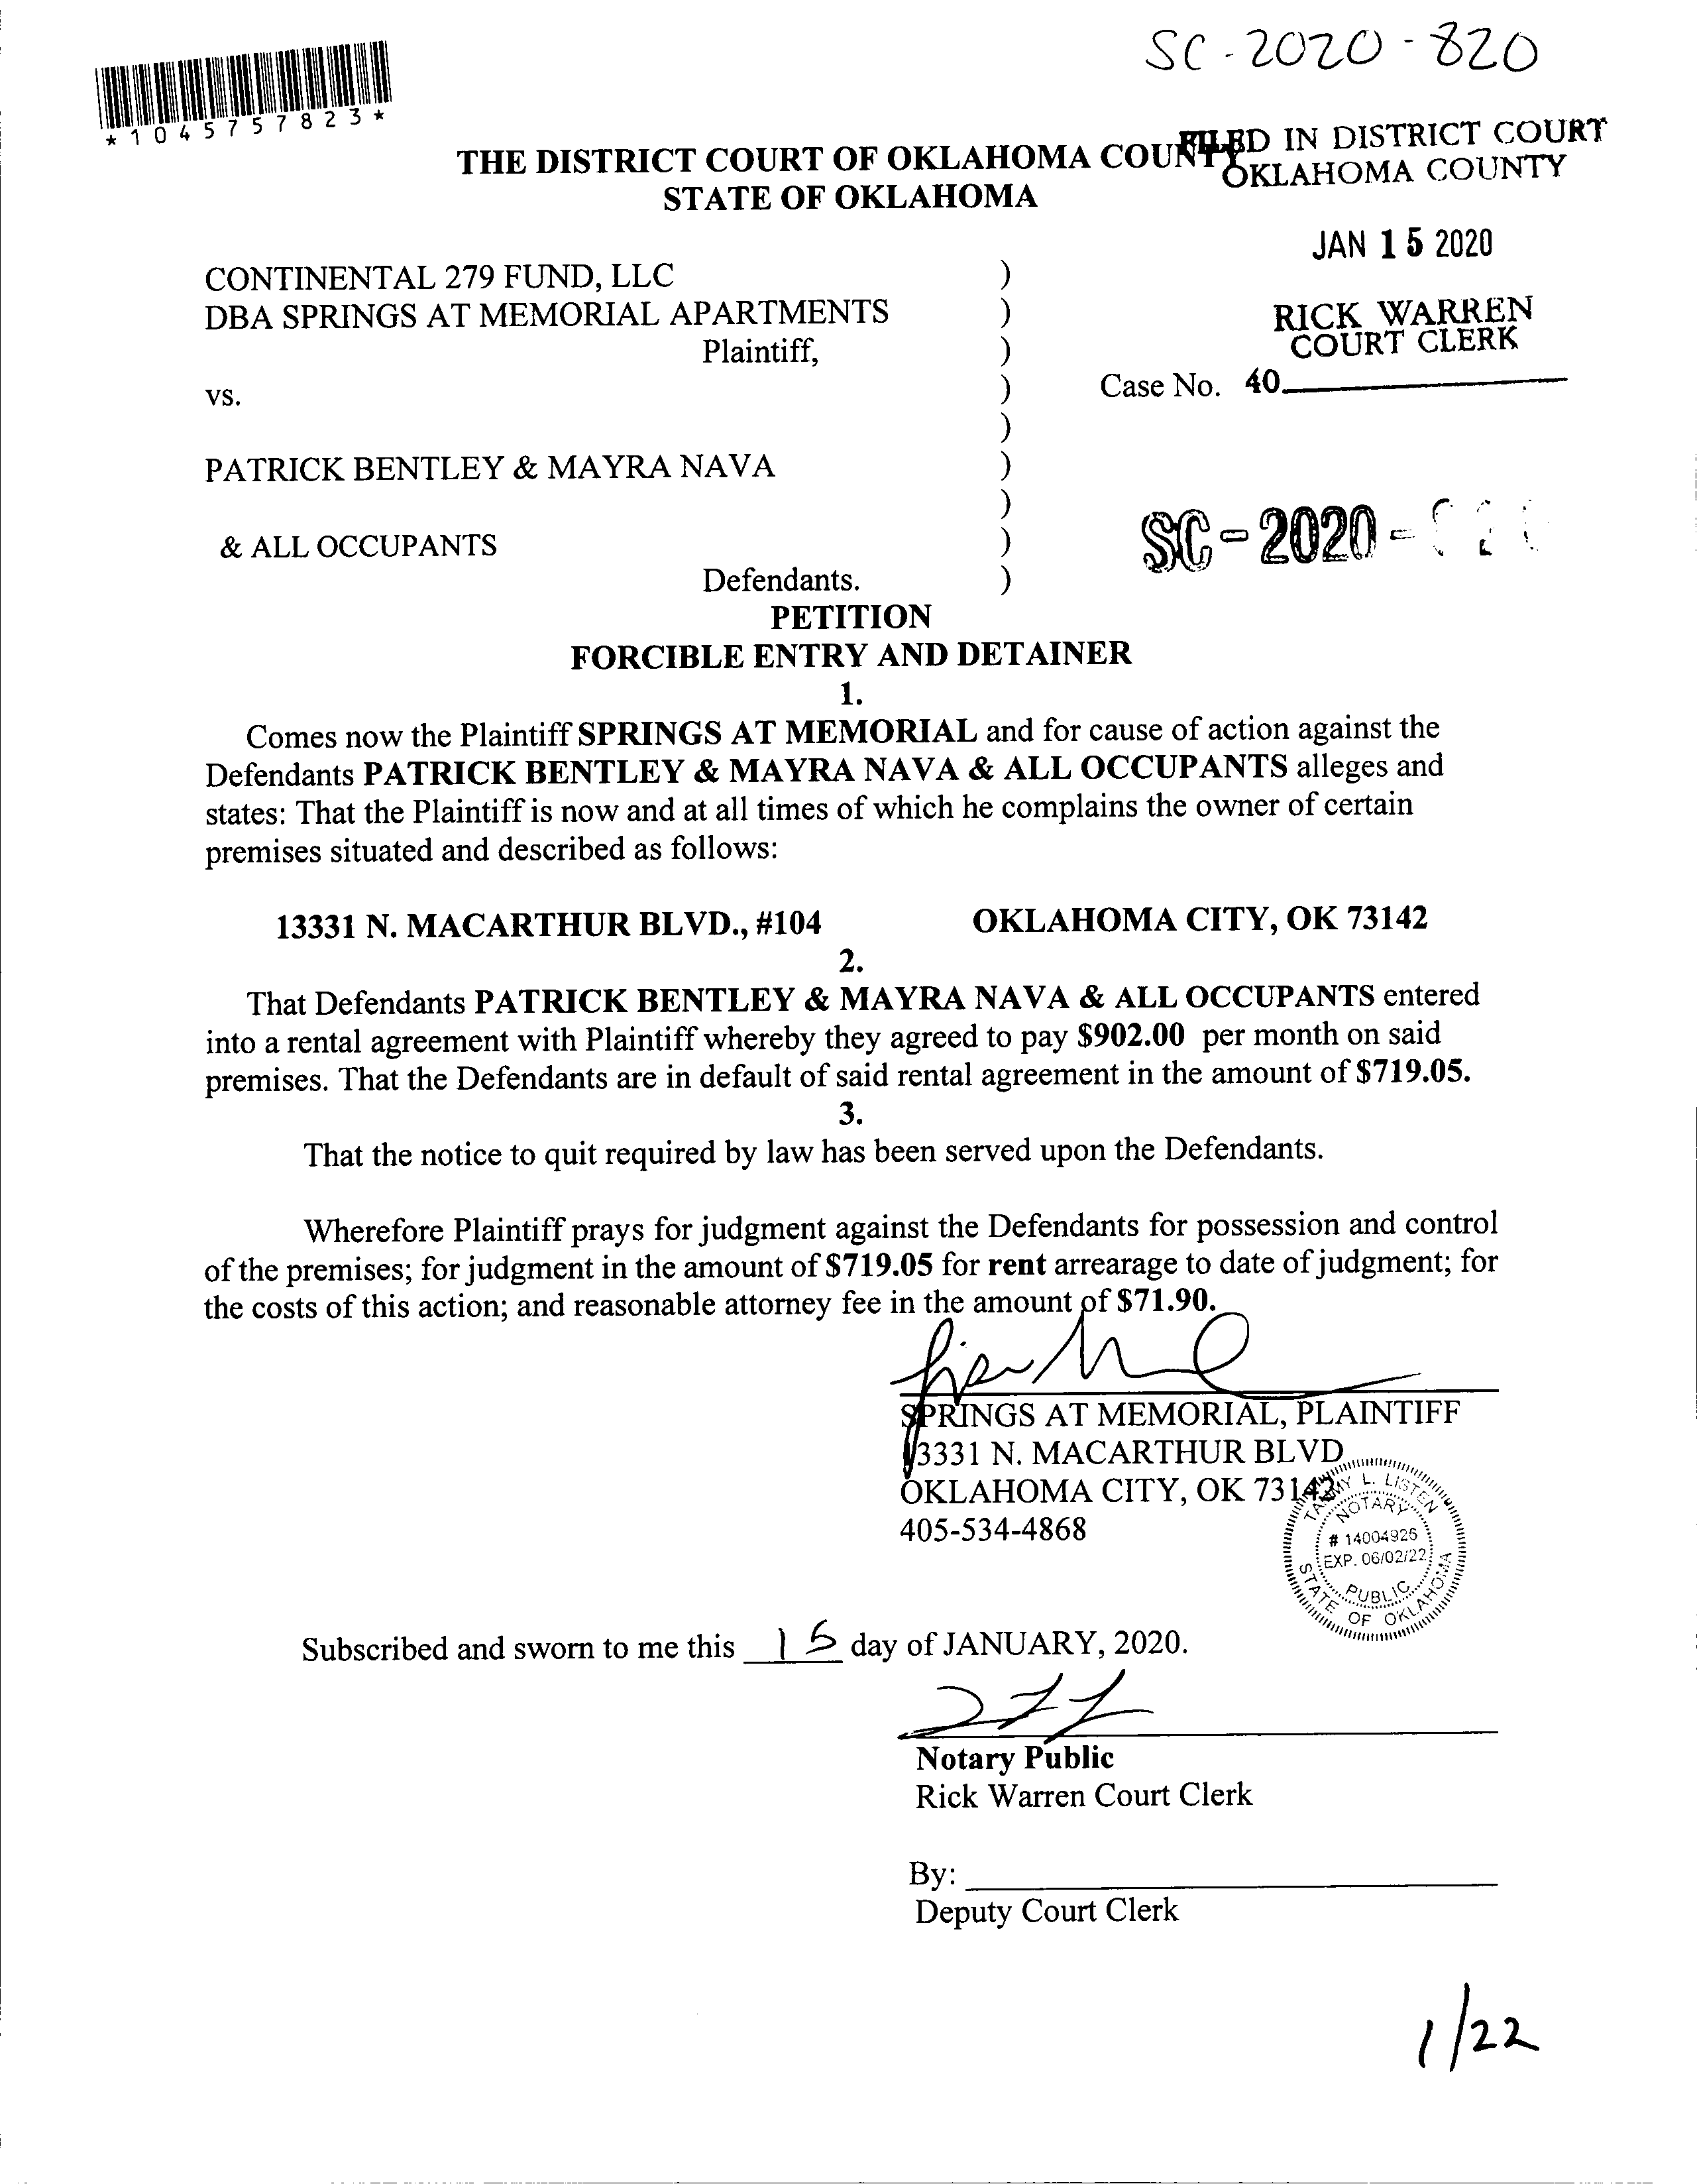 SC-2020-820
*1045757823*
THE DISTRICT COURT OF OKLAHOMA COUNTY
STATE OF OKLAHOMA
FILED IN DISTRICT COURT
OKLAHOMA COUNTY
JAN 15 2020
RICK WARREN
COURT CLERK
CONTINENTAL 279 FUND, LLC )
DBA SPRINGS AT MEMORIAL APARTMENTS )
Plaintiff, )
vs. ) Case No. 40
)
PATRICK BENTLEY & MAYRA NAVA )
)
& ALL OCCUPANTS ) SC-2020-
Defendants. )
PETITION
FORCIBLE ENTRY AND DETAINER
1.
Comes now the Plaintiff SPRINGS AT MEMORIAL and for cause of action against the
Defendants PATRICK BENTLEY & MAYRA NAVA & ALL OCCUPANTS alleges and
states: That the Plaintiff is now and at all times of which he complains the owner of certain
premises situated and described as follows:
13331 N. MACARTHUR BLVD., #104 OKLAHOMA CITY, OK 73142
2.
That Defendants PATRICK BENTLEY & MAYRA NAVA & ALL OCCUPANTS entered
into a rental agreement with Plaintiff whereby they agreed to pay $902.00 per month on said
premises. That the Defendants are in default of said rental agreement in the amount of $719.05.
3.
That the notice to quit required by law has been served upon the Defendants.
Wherefore Plaintiff prays for judgment against the Defendants for possession and control
of the premises; for judgment in the amount of $719.05 for rent arrearage to date of judgment; for
the costs of this action; and reasonable attorney fee in the amount of $71.90.
SPRINGS AT MEMORIAL, PLAINTIFF
13331 N. MACARTHUR BLVD
OKLAHOMA CITY, OK 73142
405-534-4868
TAMMY L. LISTEN
NOTARY
# 14004926
EXP. 06/02/22
PUBLIC
STATE OF OKLAHOMA
Subscribed and sworn to me this 15 day of JANUARY, 2020.
Notary Public
Rick Warren Court Clerk
By:
Deputy Court Clerk
1/22